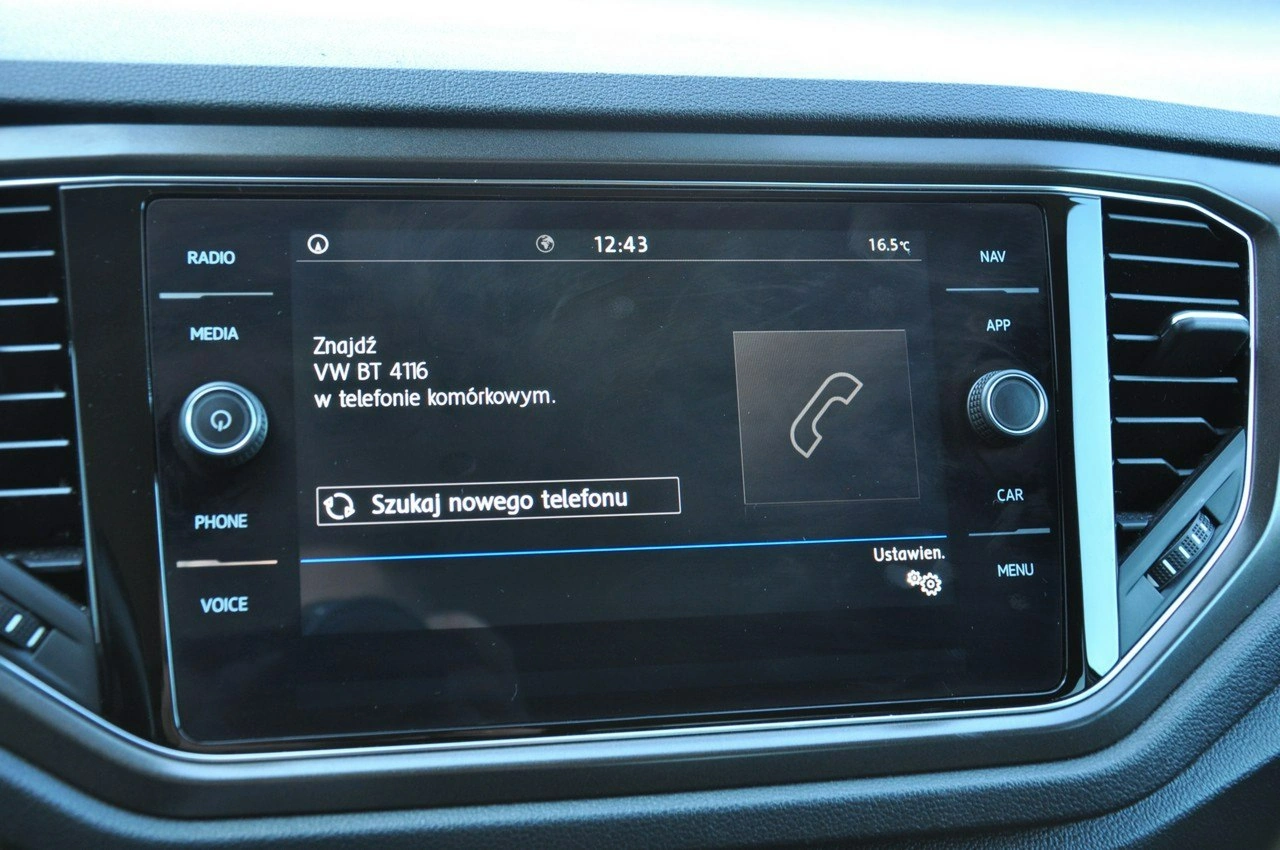 RADIO
MEDIA
PHONE
VOICE
12:43
16.5°C
Znajdź
VW BT 4116
w telefonie komórkowym.
Szukaj nowego telefonu
Ustawien.
NAV
APP
CAR
MENU